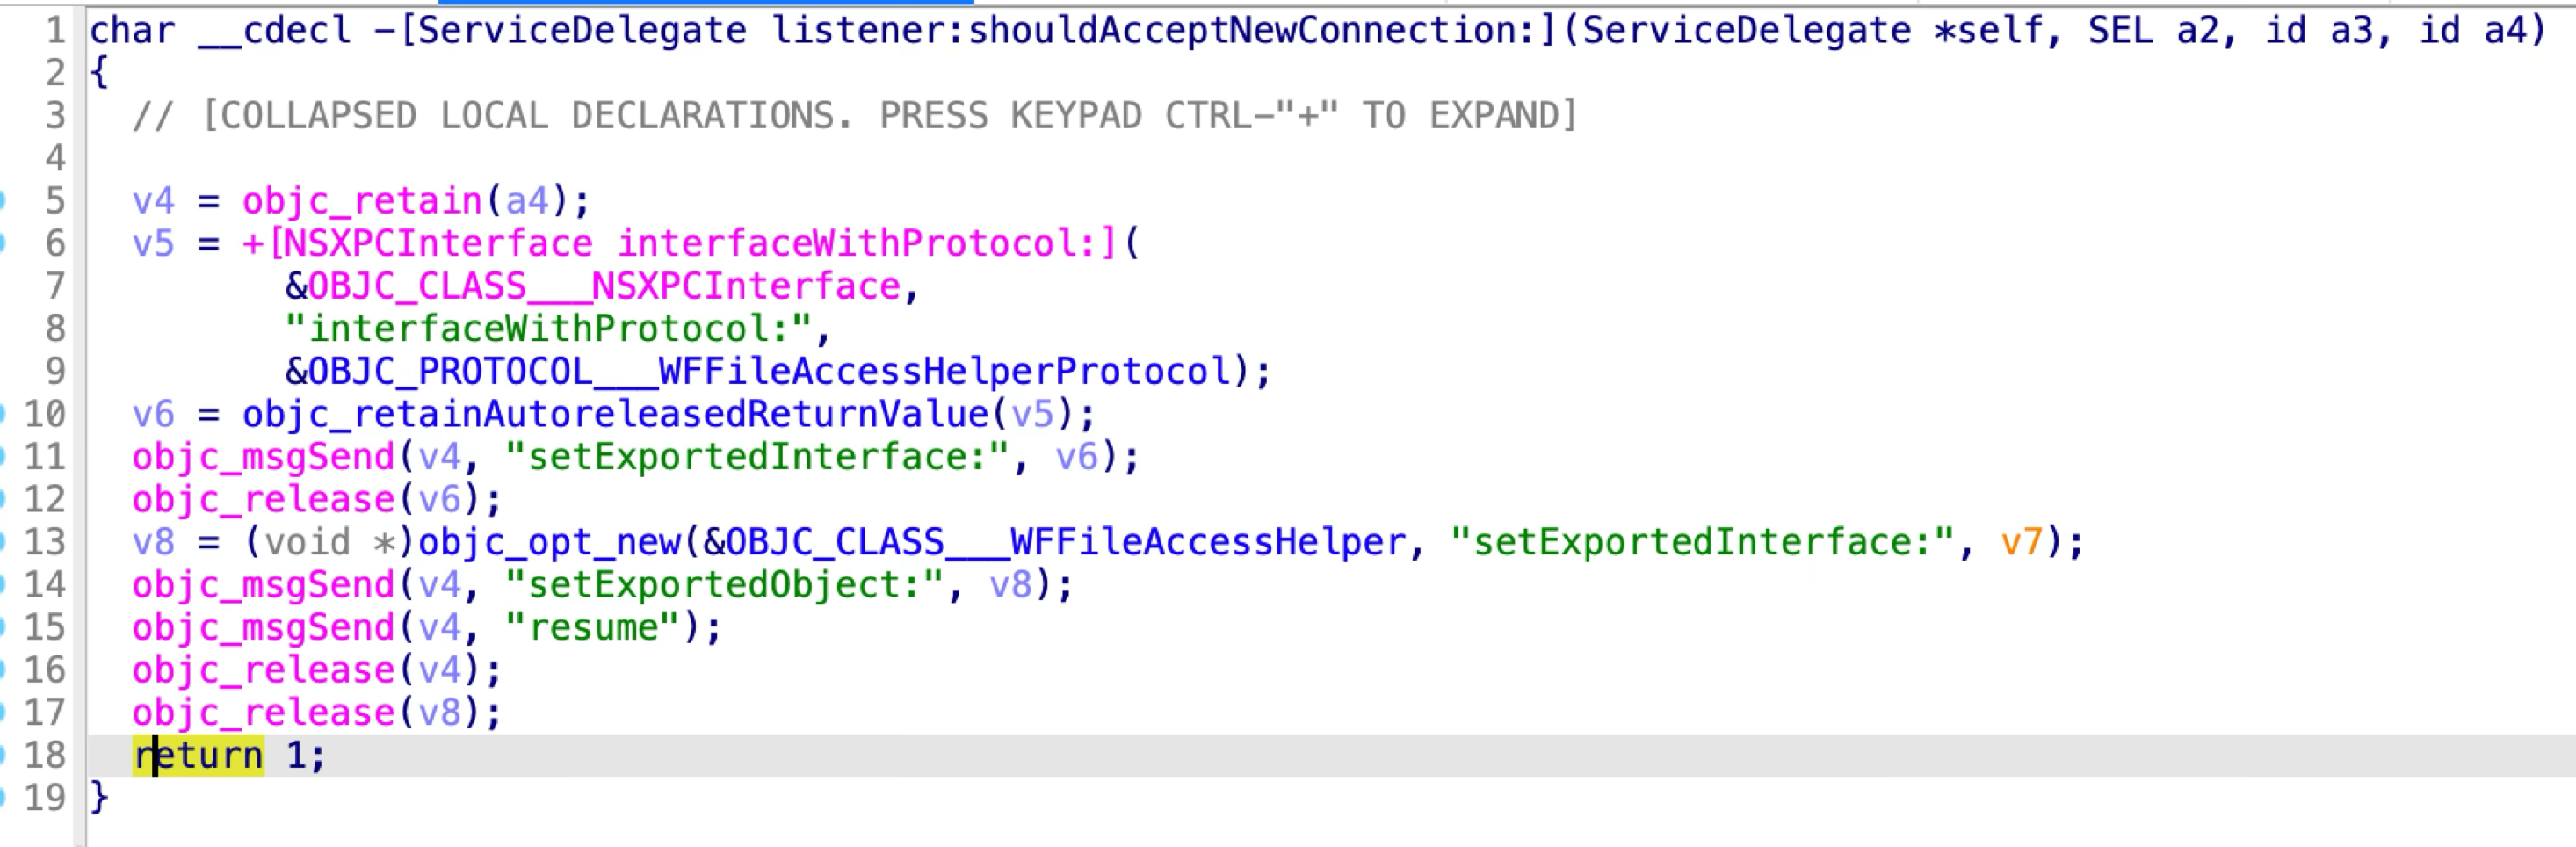 1 char __cdecl -[ServiceDelegate listener:shouldAcceptNewConnection:](ServiceDelegate *self, SEL a2, id a3, id a4)
2 {
3   // [COLLAPSED LOCAL DECLARATIONS. PRESS KEYPAD CTRL-"+" TO EXPAND]
4
5   v4 = objc_retain(a4);
6   v5 = +[NSXPCInterface interfaceWithProtocol:](
7          &OBJC_CLASS___NSXPCInterface,
8          "interfaceWithProtocol:",
9          &OBJC_PROTOCOL___WFFileAccessHelperProtocol);
10   v6 = objc_retainAutoreleasedReturnValue(v5);
11   objc_msgSend(v4, "setExportedInterface:", v6);
12   objc_release(v6);
13   v8 = (void *)objc_opt_new(&OBJC_CLASS___WFFileAccessHelper, "setExportedInterface:", v7);
14   objc_msgSend(v4, "setExportedObject:", v8);
15   objc_msgSend(v4, "resume");
16   objc_release(v4);
17   objc_release(v8);
18   return 1;
19 }